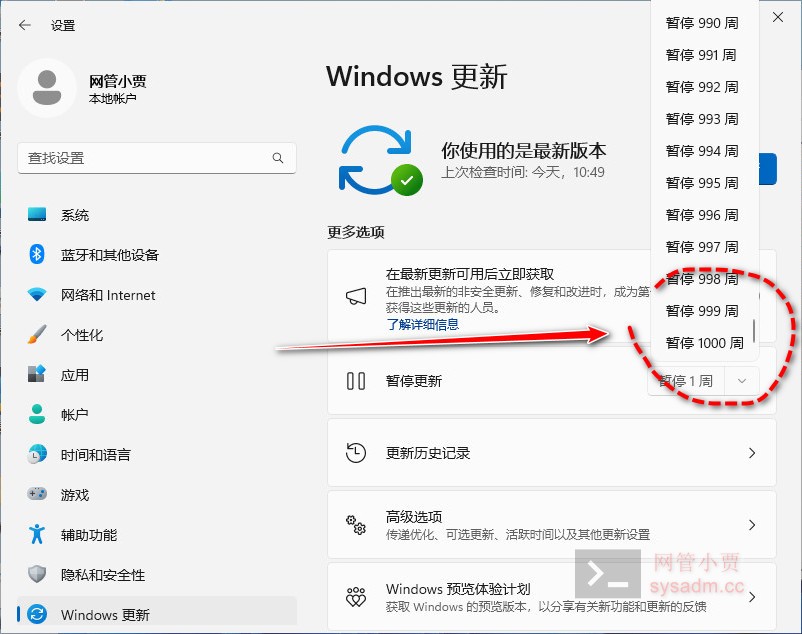 设置
网管小贾
本地帐户
查找设置
系统
蓝牙和其他设备
网络和 Internet
个性化
应用
帐户
时间和语言
游戏
辅助功能
隐私和安全性
Windows 更新
Windows 更新
你使用的是最新版本
上次检查时间: 今天，10:49
更多选项
在最新更新可用后立即获取
在推出最新的非安全更新、修复和改进时，成为第一
获得这些更新的人员。
了解详细信息
暂停更新
暂停 990 周
暂停 991 周
暂停 992 周
暂停 993 周
暂停 994 周
暂停 995 周
暂停 996 周
暂停 997 周
暂停 998 周
暂停 999 周
暂停 1000 周
暂停 1 周
更新历史记录
高级选项
传递优化、可选更新、活跃时间以及其他更新设置
Windows 预览体验计划
获取 Windows 的预览版本，以分享有关新功能和更新的反馈
网管小贾
sysadm.cc